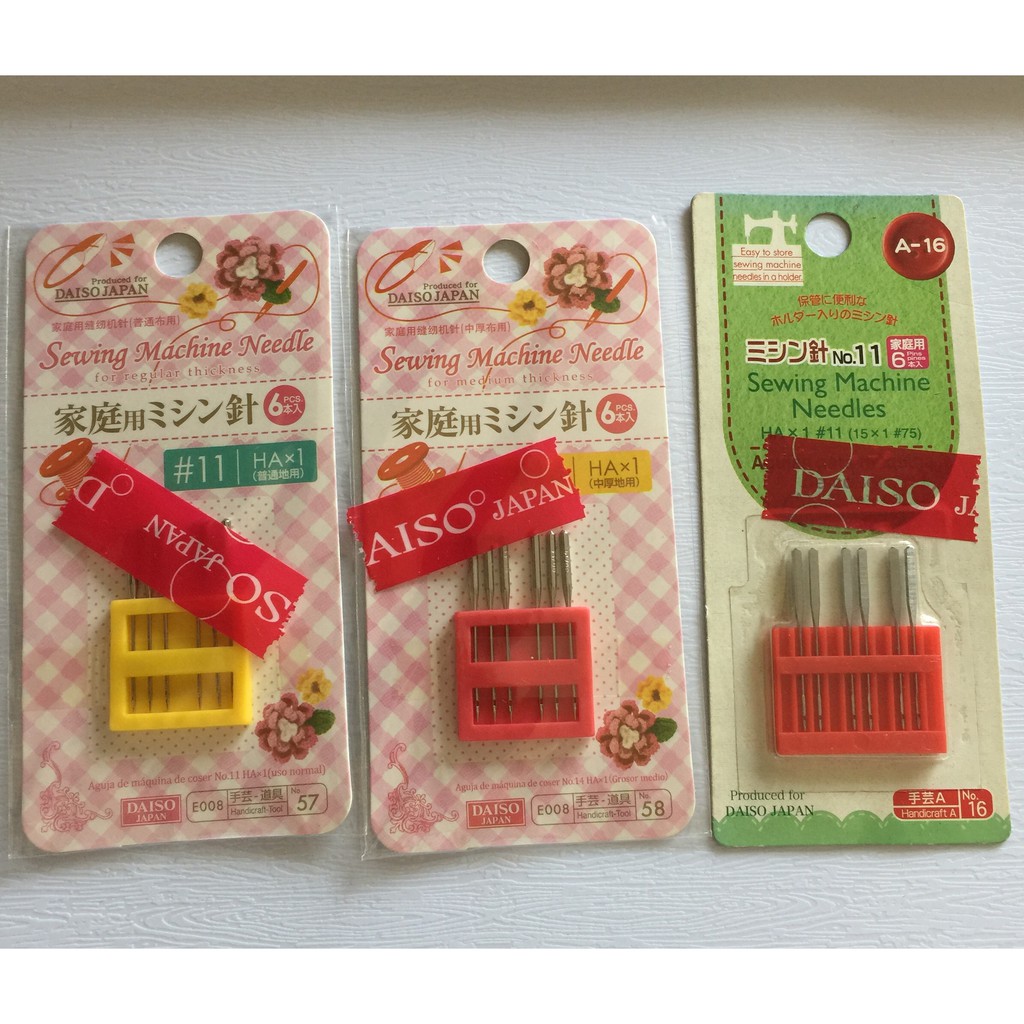 Produced for
DAISO JAPAN
家庭用缝纫机针(普通布用)
Sewing Machine Needle
for regular thickness
家庭用ミシン針
6 PCS. 本入
#11
HA×1
(普通地用)
DAISO JAPAN
Aguja de máquina de coser No.11 HA×1(uso normal)
DAISO
JAPAN
E008
手芸・道具
Handicraft-Tool
No.
57
Produced for
DAISO JAPAN
家庭用缝纫机针(中厚布用)
Sewing Machine Needle
for medium thickness
家庭用ミシン針
6 PCS. 本入
HA×1
(中厚地用)
AISO JAPAN
Aguja de máquina de coser No.14 HA×1(Grosor medio)
DAISO
JAPAN
E008
手芸・道具
Handicraft-Tool
No.
58
Easy to store
sewing machine
needles in a holder.
A-16
保管に便利な
ホルダー入りのミシン針
ミシン針 No.11
家庭用
6 Pins pines 本入
Sewing Machine
Needles
HA×1 #11 (15×1 #75)
DAISO JA
Produced for
DAISO JAPAN
手芸A
Handicraft A
No.
16